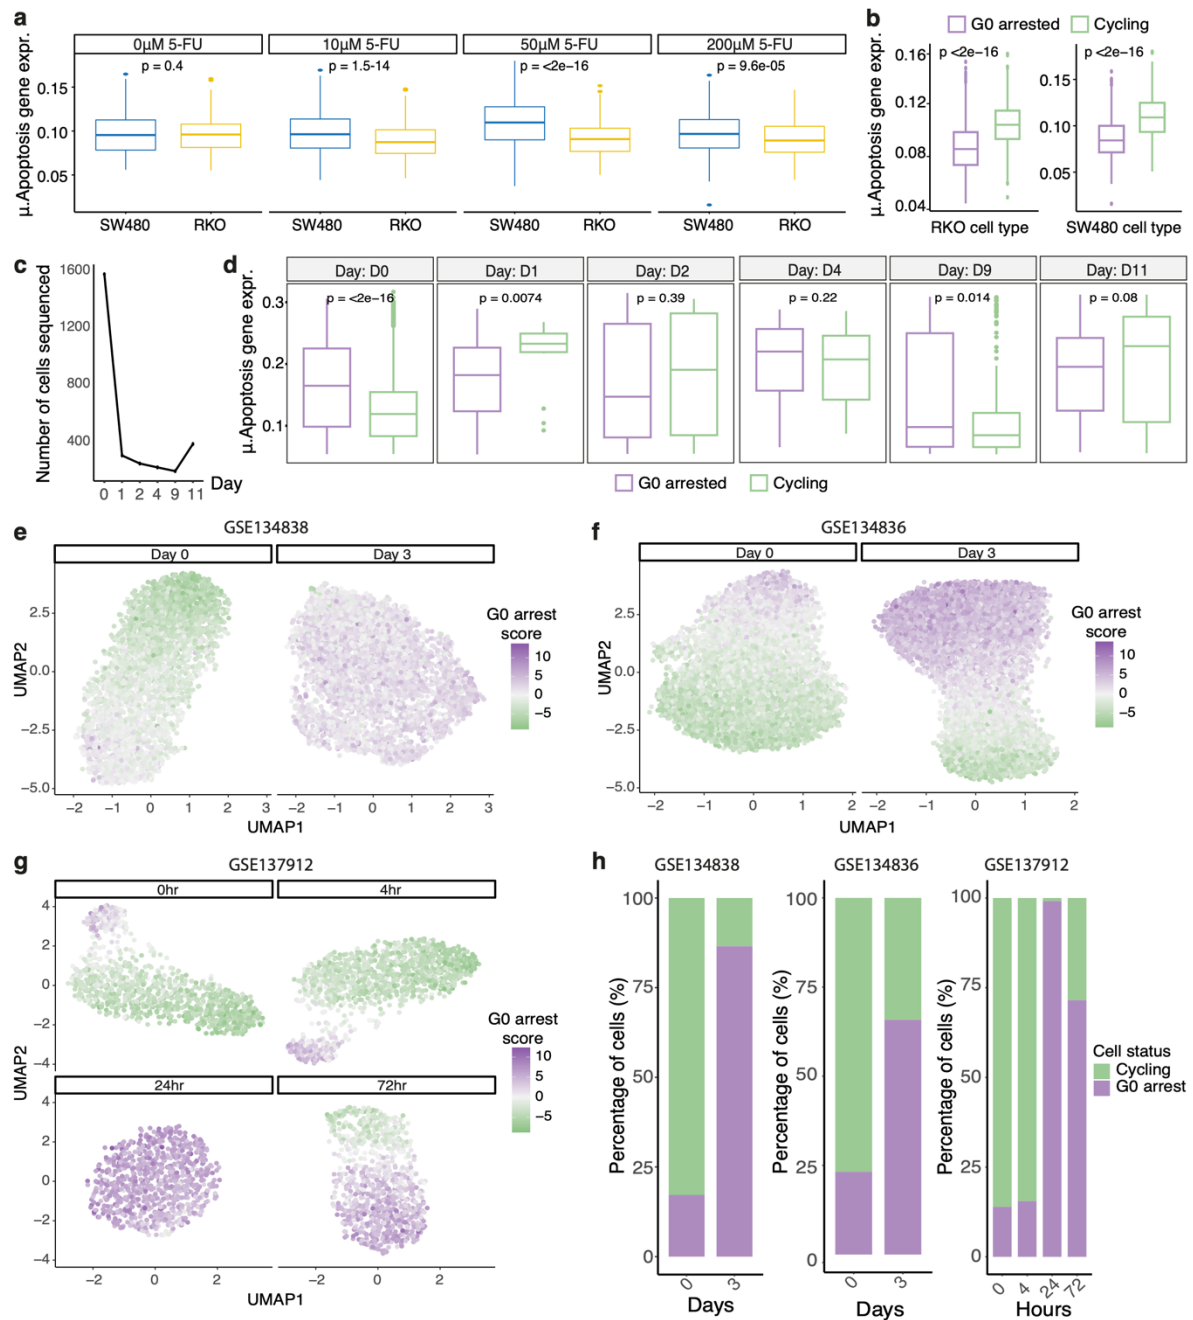 a
0µM 5-FU
10µM 5-FU
50µM 5-FU
200µM 5-FU
p = 0.4
p = 1.5-14
p = <2e-16
p = 9.6e-05
µ.Apoptosis gene expr.
0.15
0.10
0.05
SW480
RKO
SW480
RKO
SW480
RKO
SW480
RKO
b
G0 arrested
Cycling
p <2e-16
p <2e-16
µ.Apoptosis gene expr.
0.16
0.12
0.08
0.04
0.15
0.10
0.05
RKO cell type
SW480 cell type
c
Number of cells sequenced
1600
1200
800
400
0 1 2 4 9 11
Day
d
µ.Apoptosis gene expr.
Day: D0
Day: D1
Day: D2
Day: D4
Day: D9
Day: D11
p = <2e-16
p = 0.0074
p = 0.39
p = 0.22
p = 0.014
p = 0.08
0.3
0.2
0.1
G0 arrested
Cycling
e
GSE134838
Day 0
Day 3
UMAP2
2.5
0.0
−2.5
−5.0
−2 −1 0 1 2 3
−2 −1 0 1 2 3
UMAP1
G0 arrest
score
10
5
0
−5
f
GSE134836
Day 0
Day 3
UMAP2
2.5
0.0
−2.5
−5.0
−2 −1 0 1 2
−2 −1 0 1 2
UMAP1
G0 arrest
score
10
5
0
−5
g
GSE137912
0hr
4hr
24hr
72hr
UMAP2
4
2
0
−2
−4
4
2
0
−2
−4
−2 0 2
−2 0 2
UMAP1
G0 arrest
score
10
5
0
−5
h
GSE134838
Percentage of cells (%)
100
75
50
25
0
0 3
Days
GSE134836
Percentage of cells (%)
100
75
50
25
0
0 3
Days
GSE137912
Percentage of cells (%)
100
75
50
25
0
0 4 24 72
Hours
Cell status
Cycling
G0 arrest